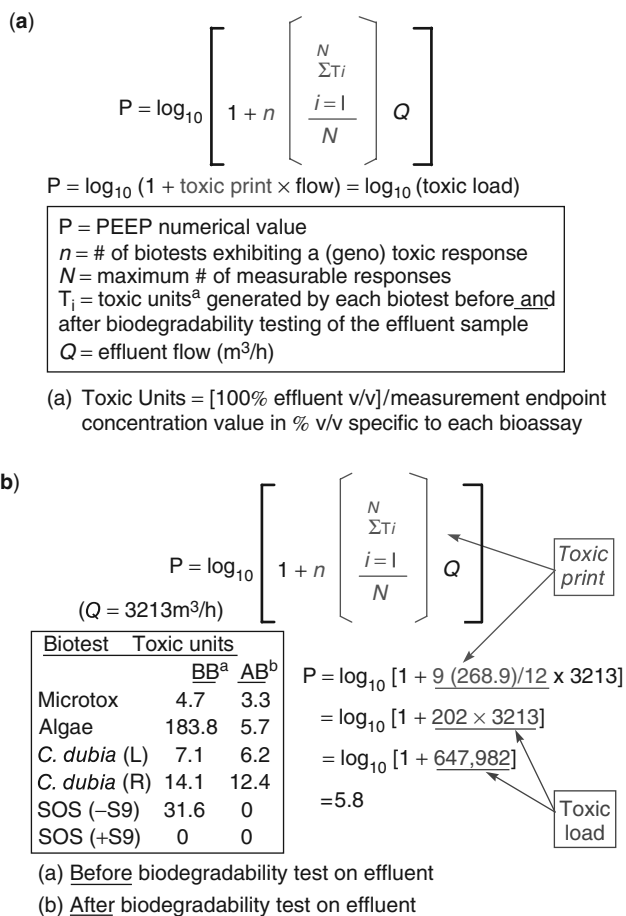 (a)
P = log10 [ 1 + n ( N ΣTi i = I / N ) Q ]
P = log10 (1 + toxic print × flow) = log10 (toxic load)
P = PEEP numerical value
n = # of biotests exhibiting a (geno) toxic response
N = maximum # of measurable responses
Ti = toxic unitsᵃ generated by each biotest before and
after biodegradability testing of the effluent sample
Q = effluent flow (m³/h)
(a) Toxic Units = [100% effluent v/v]/measurement endpoint
concentration value in % v/v specific to each bioassay
b)
P = log10 [ 1 + n ( N ΣTi i = I / N ) Q ]
Toxic
print
(Q = 3213m³/h)
Biotest Toxic units
BBᵃ ABᵇ
Microtox 4.7 3.3
Algae 183.8 5.7
C. dubia (L) 7.1 6.2
C. dubia (R) 14.1 12.4
SOS (−S9) 31.6 0
SOS (+S9) 0 0
P = log10 [1 + 9 (268.9)/12 x 3213]
= log10 [1 + 202 × 3213]
= log10 [1 + 647,982]
=5.8
Toxic
load
(a) Before biodegradability test on effluent
(b) After biodegradability test on effluent